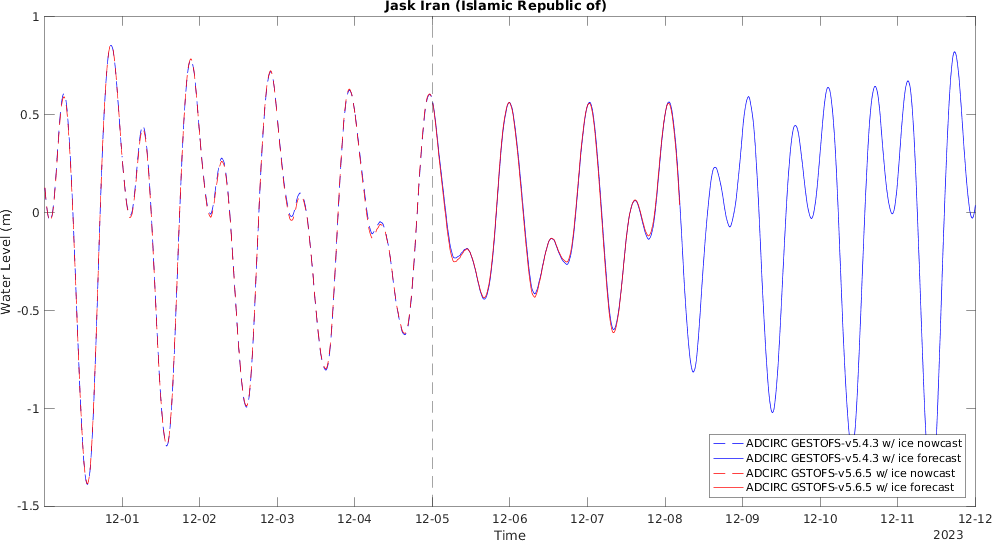 Jask Iran (Islamic Republic of)
1
0.5
0
-0.5
-1
-1.5
Water Level (m)
ADCIRC GESTOFS-v5.4.3 w/ ice nowcast
ADCIRC GESTOFS-v5.4.3 w/ ice forecast
ADCIRC GSTOFS-v5.6.5 w/ ice nowcast
ADCIRC GSTOFS-v5.6.5 w/ ice forecast
12-01 12-02 12-03 12-04 12-05 12-06 12-07 12-08 12-09 12-10 12-11 12-12
Time
2023